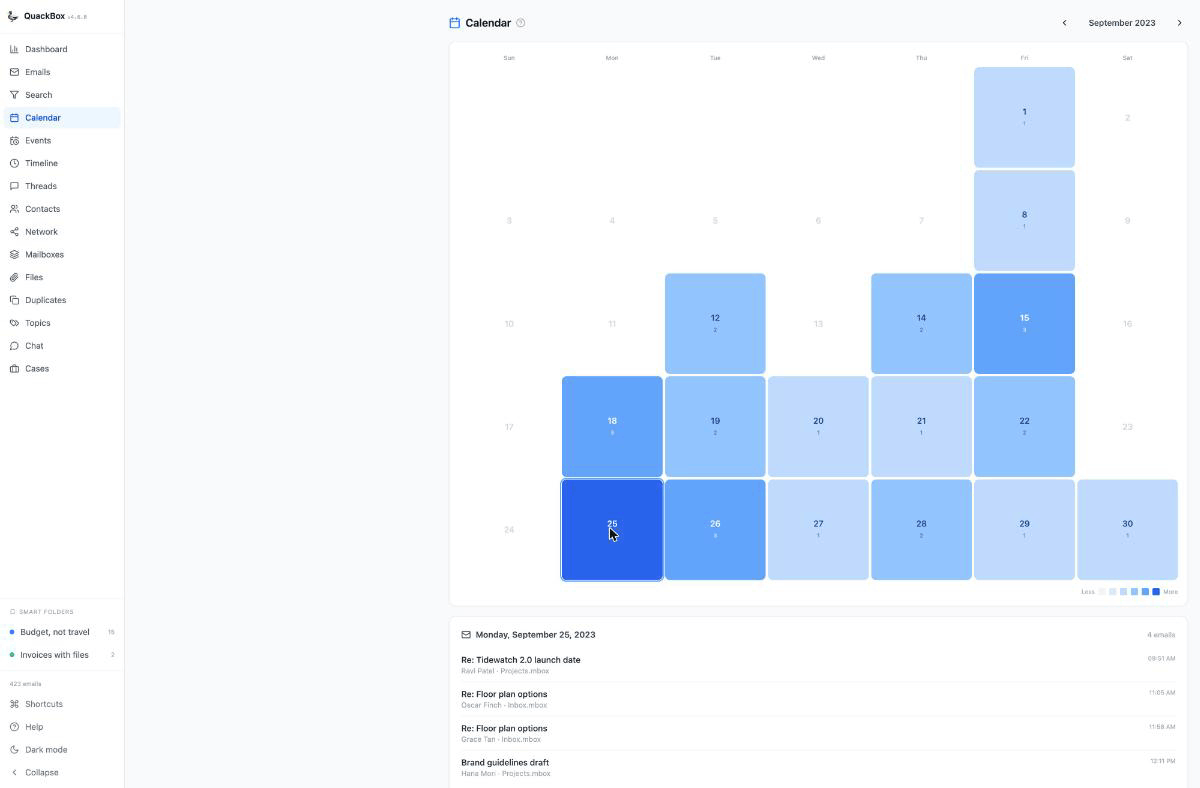 QuackBox v4.6.8
Dashboard
Emails
Search
Calendar
Events
Timeline
Threads
Contacts
Network
Mailboxes
Files
Duplicates
Topics
Chat
Cases
SMART FOLDERS
Budget, not travel 15
Invoices with files 2
423 emails
Shortcuts
Help
Dark mode
Collapse
Calendar
September 2023
Sun Mon Tue Wed Thu Fri Sat
1 2
1
3 4 5 6 7 8 9
1
10 11 12 13 14 15 16
2 2 3
17 18 19 20 21 22 23
3 2 1 1 2
24 25 26 27 28 29 30
3 1 2 1 1
Less More
Monday, September 25, 2023 4 emails
Re: Tidewatch 2.0 launch date 09:51 AM
Ravi Patel · Projects.mbox
Re: Floor plan options 11:05 AM
Oscar Finch · Inbox.mbox
Re: Floor plan options 11:58 AM
Grace Tan · Inbox.mbox
Brand guidelines draft 12:11 PM
Hana Mori · Projects.mbox